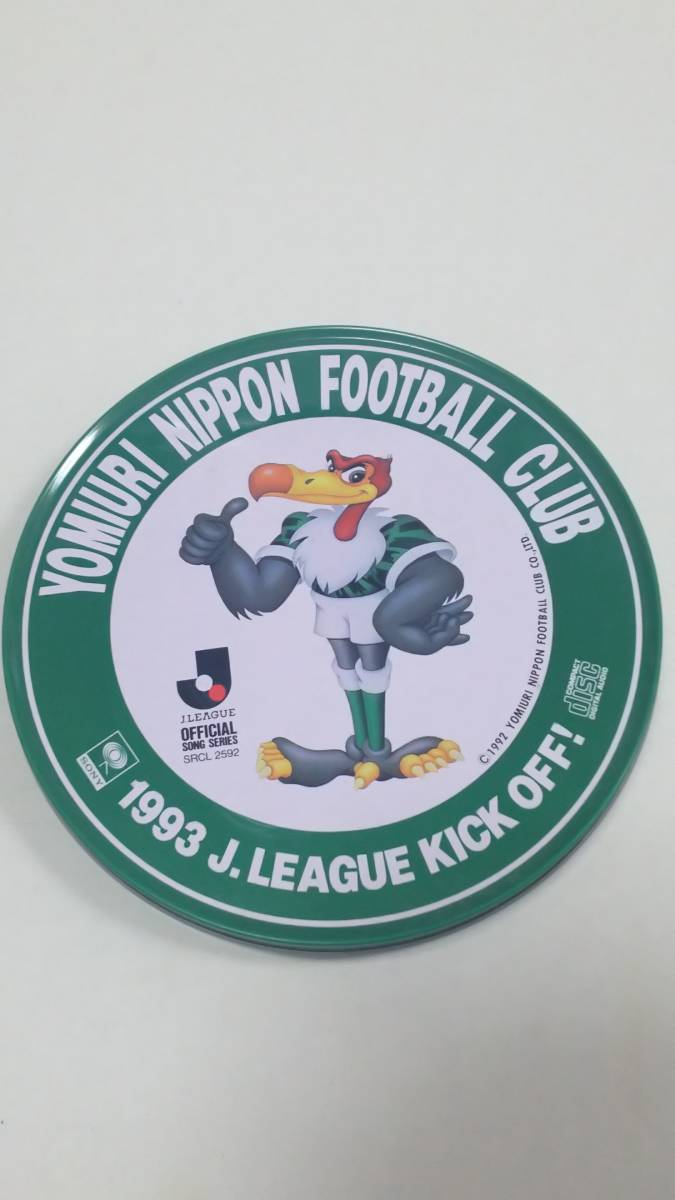 YOMIURI NIPPON FOOTBALL CLUB
J.LEAGUE
OFFICIAL
SONG SERIES
SRCL 2592
©1992 YOMIURI NIPPON FOOTBALL CLUB CO.,LTD.
SONY
COMPACT
disc
DIGITAL AUDIO
1993 J.LEAGUE KICK OFF!